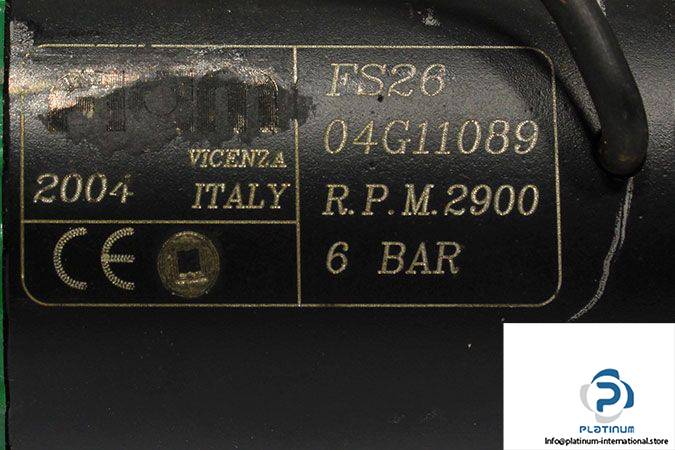 VICENZA
2004 ITALY
CE
FS26
04G11089
R.P.M.2900
6 BAR
P
PLATINUM
Info@platinum-international.store